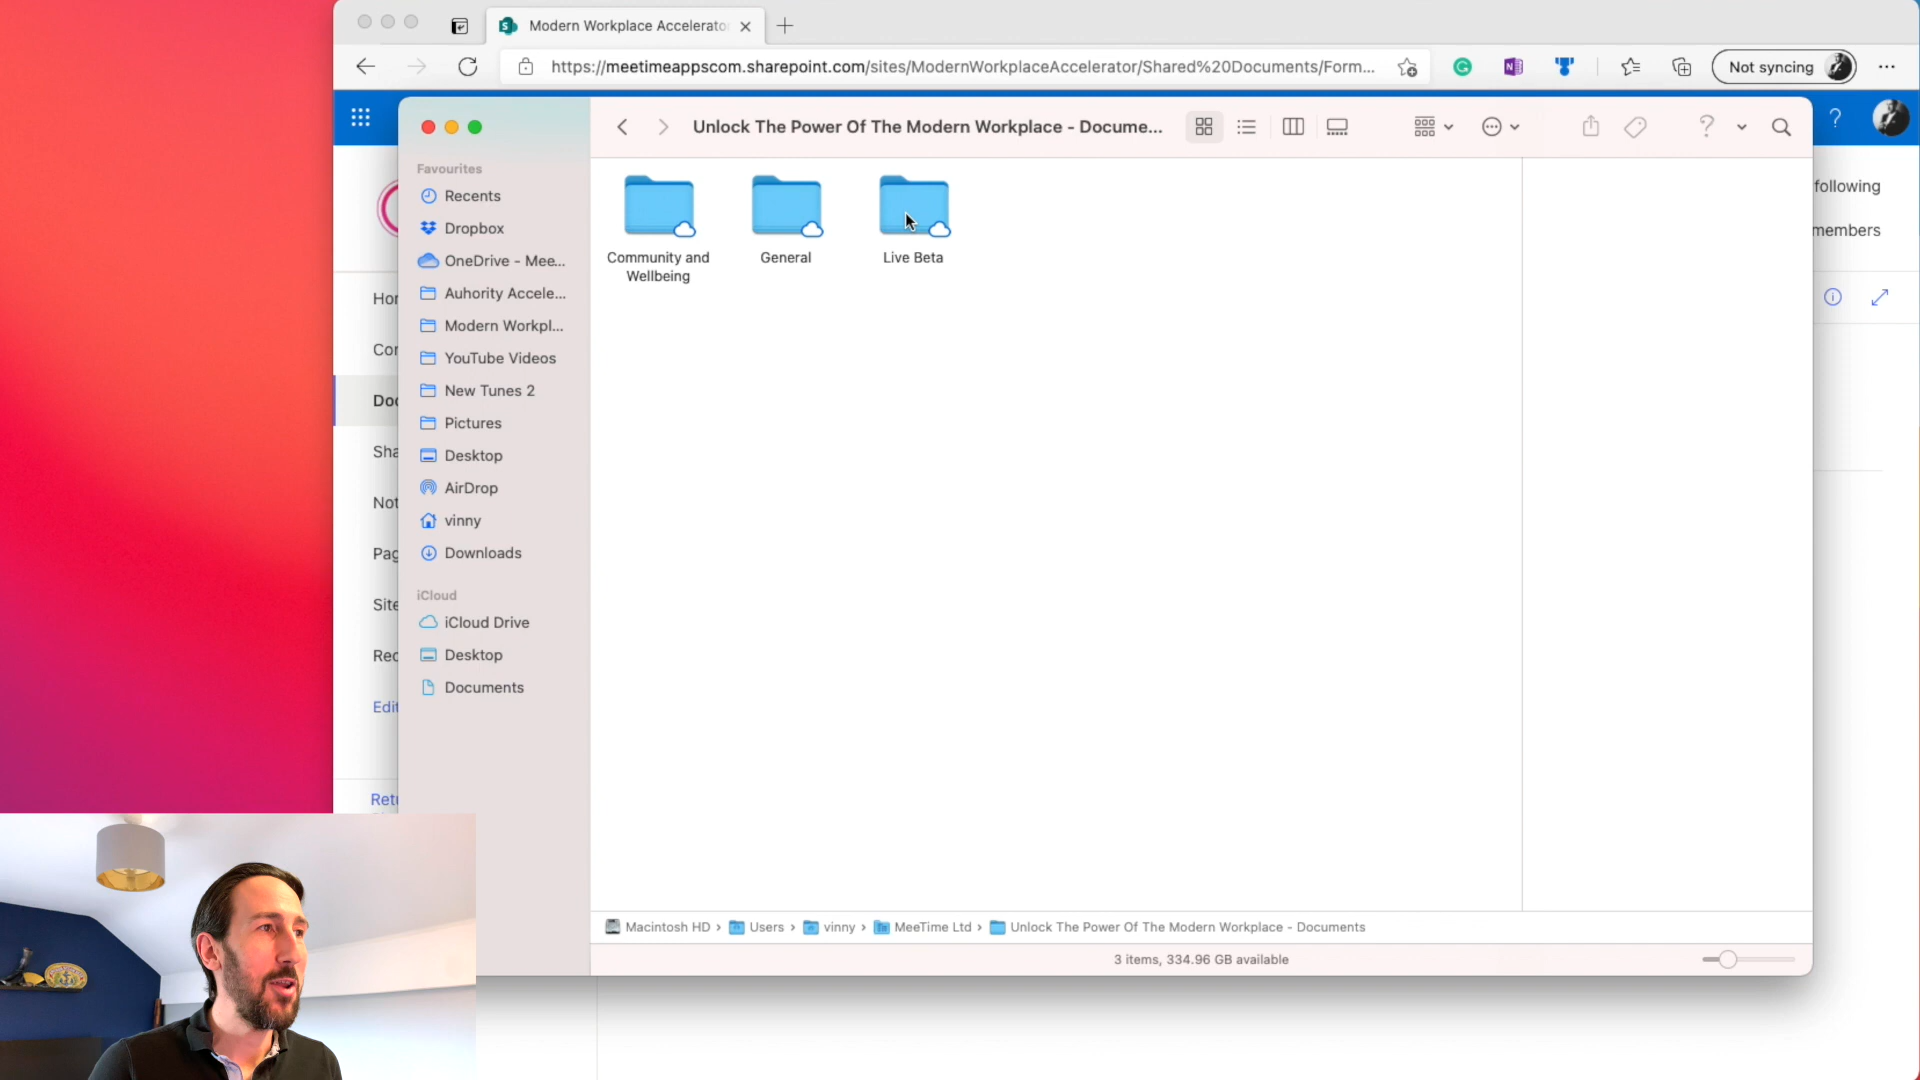 Modern Workplace Accelerato
https://meetimeappscom.sharepoint.com/sites/ModernWorkplaceAccelerator/Shared%20Documents/Form...
Not syncing
Unlock The Power Of The Modern Workplace - Docume...
following
members
Favourites
Recents
Dropbox
OneDrive - Mee...
Auhority Accele...
Modern Workpl...
YouTube Videos
New Tunes 2
Pictures
Desktop
AirDrop
vinny
Downloads
iCloud
iCloud Drive
Desktop
Documents
Community and
Wellbeing
General
Live Beta
Hor
Cor
Doc
Sha
Not
Pag
Site
Rec
Edit
Retu
Macintosh HD › Users › vinny › MeeTime Ltd › Unlock The Power Of The Modern Workplace - Documents
3 items, 334.96 GB available